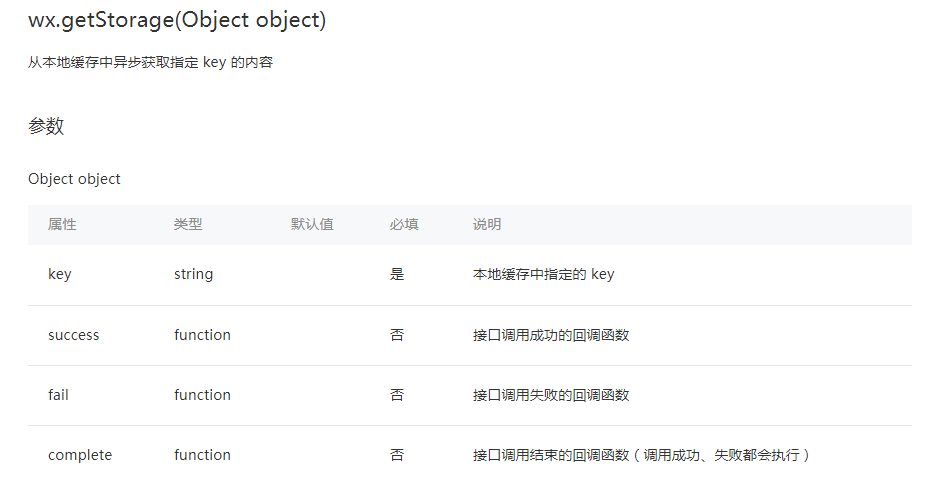 wx.getStorage(Object object)
从本地缓存中异步获取指定 key 的内容
参数
Object object
属性 类型 默认值 必填 说明
key string 是 本地缓存中指定的 key
success function 否 接口调用成功的回调函数
fail function 否 接口调用失败的回调函数
complete function 否 接口调用结束的回调函数（调用成功、失败都会执行）